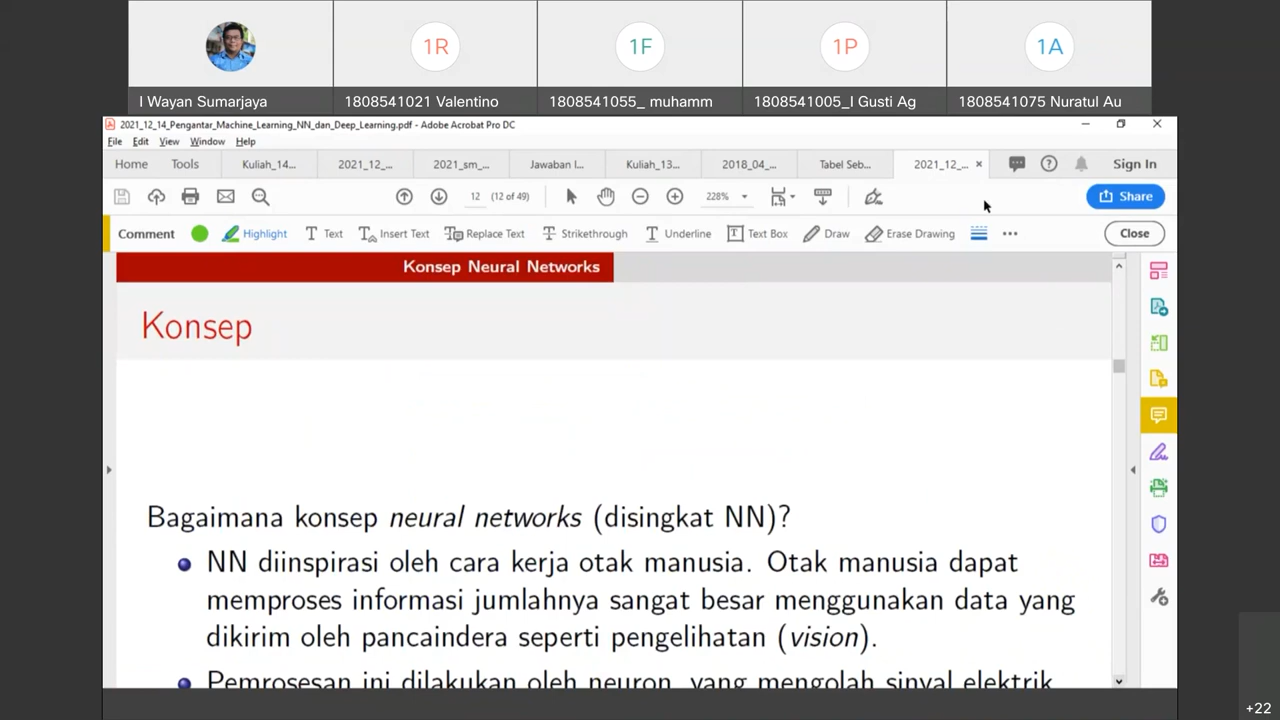 1R
1F
1P
1A
I Wayan Sumarjaya
1808541021 Valentino
1808541055_ muhamm
1808541005_I Gusti Ag
1808541075 Nuratul Au
2021_12_14_Pengantar_Machine_Learning_NN_dan_Deep_Learning.pdf - Adobe Acrobat Pro DC
File Edit View Window Help
Home Tools Kuliah_14... 2021_12_... 2021_sm_... Jawaban l... Kuliah_13... 2018_04_... Tabel Seb... 2021_12_... × Sign In
12 (12 of 49) 228% Share
Comment Highlight Text Insert Text Replace Text Strikethrough Underline Text Box Draw Erase Drawing Close
Konsep Neural Networks
Konsep
Bagaimana konsep neural networks (disingkat NN)?
NN diinspirasi oleh cara kerja otak manusia. Otak manusia dapat
memproses informasi jumlahnya sangat besar menggunakan data yang
dikirim oleh pancaindera seperti pengelihatan (vision).
Pemrosesan ini dilakukan oleh neuron, yang mengolah sinyal elektrik
+22